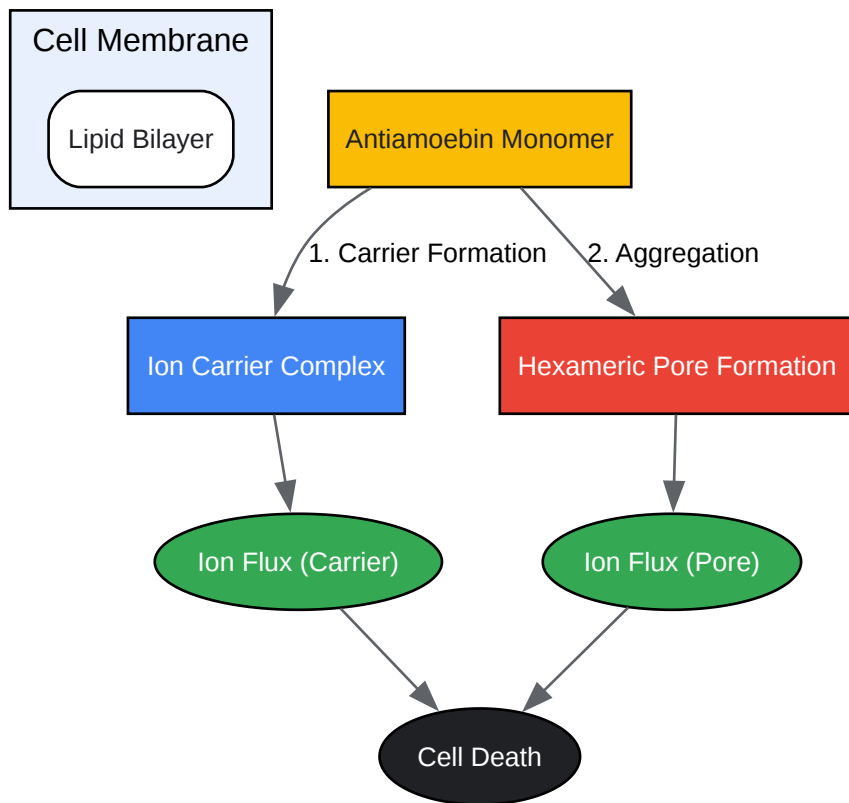 Cell Membrane
Lipid Bilayer
Antiamoebin Monomer
1. Carrier Formation
2. Aggregation
Ion Carrier Complex
Hexameric Pore Formation
Ion Flux (Carrier)
Ion Flux (Pore)
Cell Death